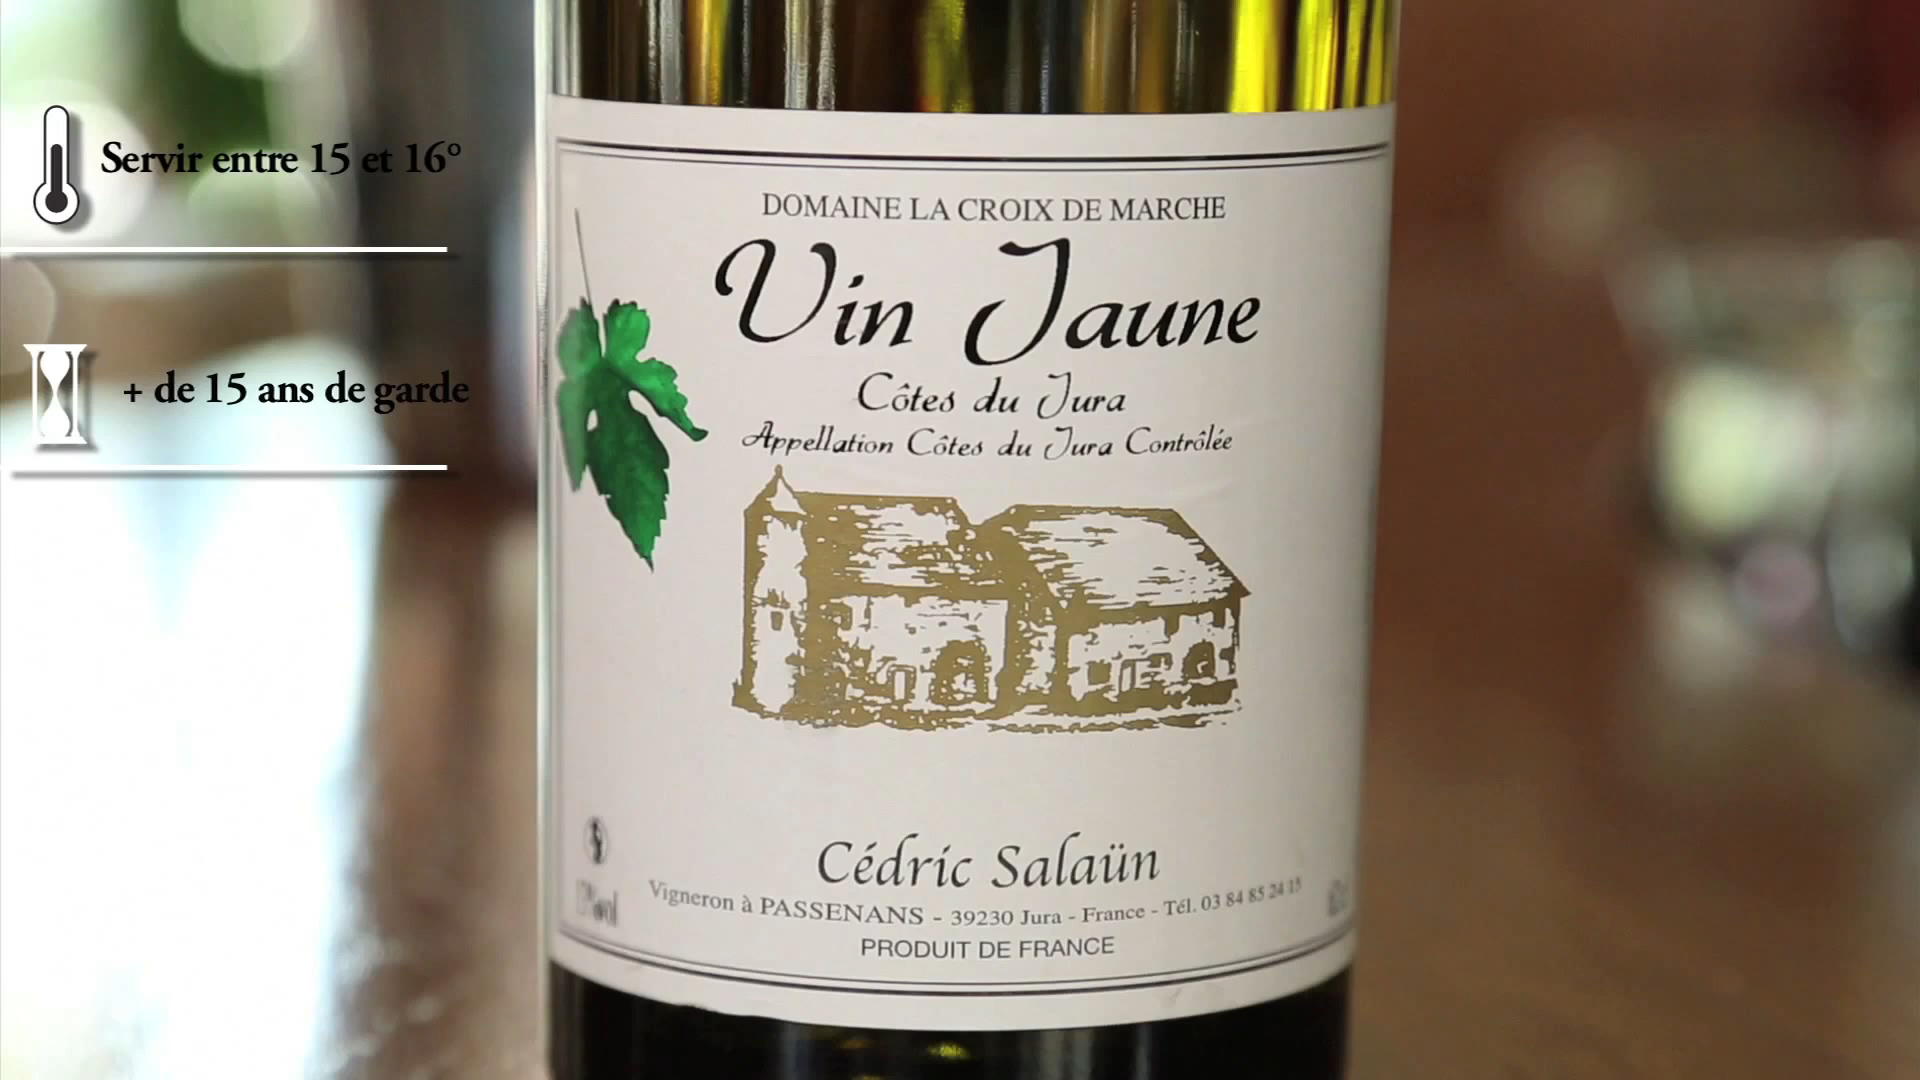 Servir entre 15 et 16°
+ de 15 ans de garde
DOMAINE LA CROIX DE MARCHE
Vin Jaune
Côtes du Jura
Appellation Côtes du Jura Contrôlée
Cédric Salaün
Vigneron à PASSENANS - 39230 Jura - France - Tél. 03 84 85 24 15
PRODUIT DE FRANCE